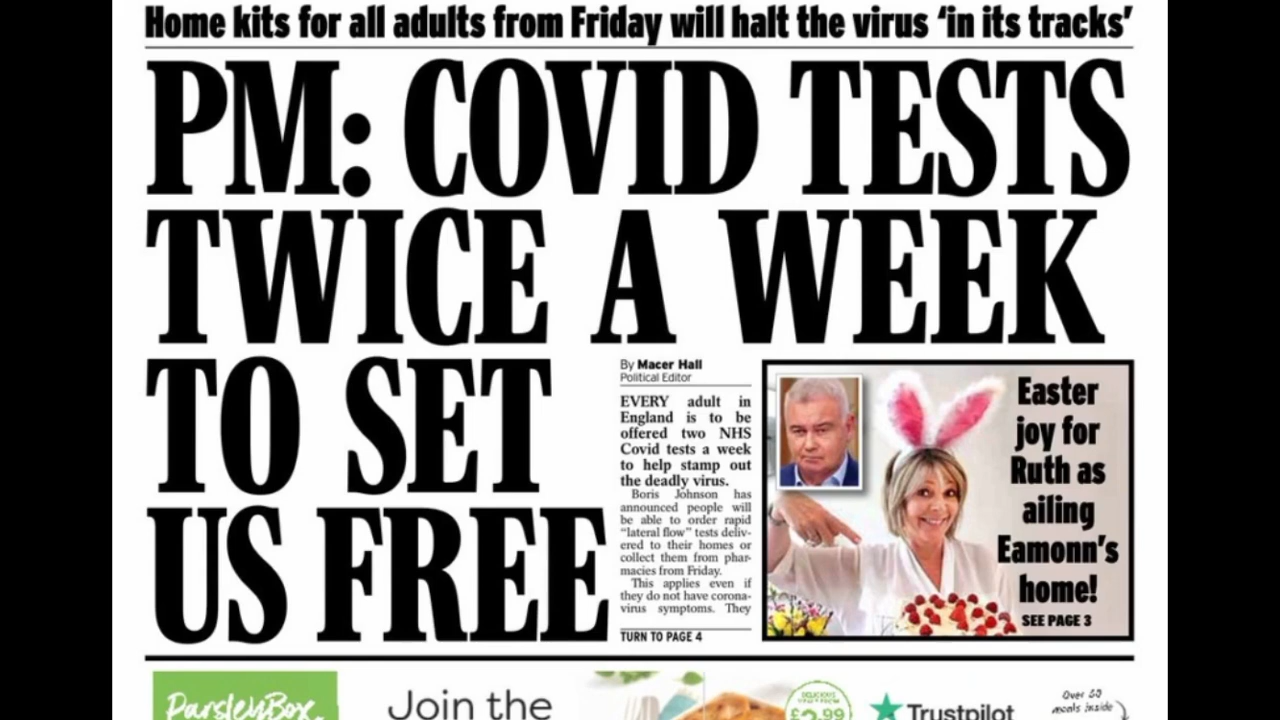 Home kits for all adults from Friday will halt the virus ‘in its tracks’
PM: COVID TESTS
TWICE A WEEK
TO SET
US FREE
By Macer Hall
Political Editor
EVERY adult in
England is to be
offered two NHS
Covid tests a week
to help stamp out
the deadly virus.
Boris Johnson has
announced people will
be able to order rapid
“lateral flow” tests deliv-
ered to their homes or
collect them from phar-
macies from Friday.
This applies even if
they do not have corona-
virus symptoms. They
TURN TO PAGE 4
Easter
joy for
Ruth as
ailing
Eamonn’s
home!
SEE PAGE 3
ParsleyBox
Join the
DELICIOUS
£2.99
Trustpilot
Over 50
meals inside